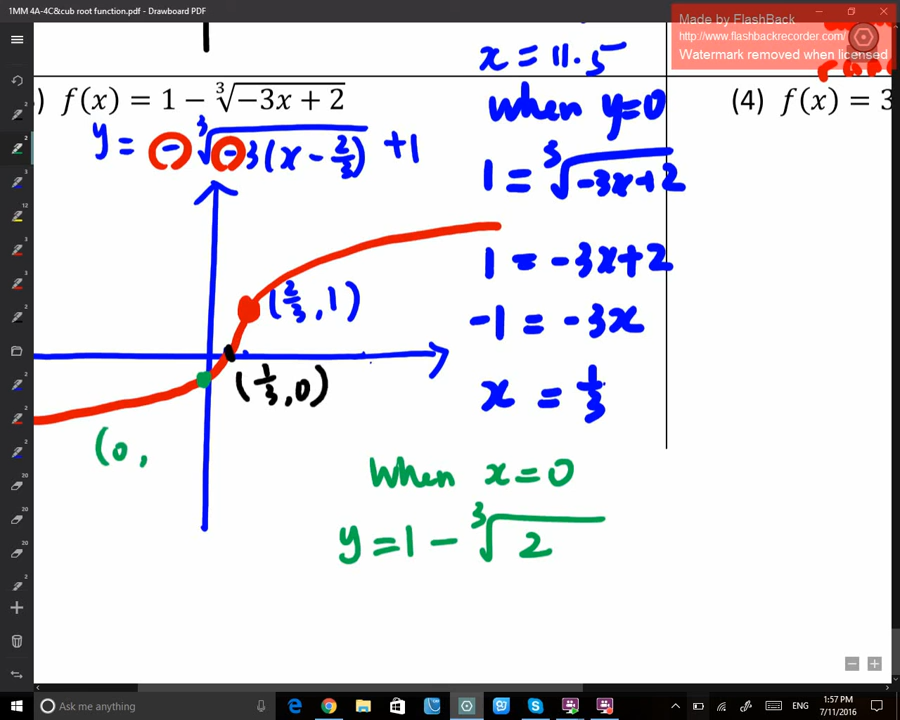 1MM 4A-4C&cub root function.pdf - Drawboard PDF
Made by FlashBack
http://www.flashbackrecorder.com/
Watermark removed when licensed
x = 11.5
) f(x) = 1 − ∛(−3x + 2)
y = −∛(−3(x − 2/3)) + 1
when y=0
1 = ∛(−3x+2)
1 = −3x+2
−1 = −3x
x = 1/3
(4) f(x) = 3
(2/3, 1)
(1/3, 0)
(0,
When x=0
y = 1 − ∛2
Ask me anything
ENG
1:57 PM
7/11/2016